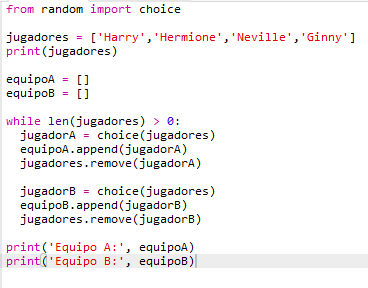 from random import choice
jugadores = ['Harry','Hermione','Neville','Ginny']
print(jugadores)
equipoA = []
equipoB = []
while len(jugadores) > 0:
jugadorA = choice(jugadores)
equipoA.append(jugadorA)
jugadores.remove(jugadorA)
jugadorB = choice(jugadores)
equipoB.append(jugadorB)
jugadores.remove(jugadorB)
print('Equipo A:', equipoA)
print('Equipo B:', equipoB)